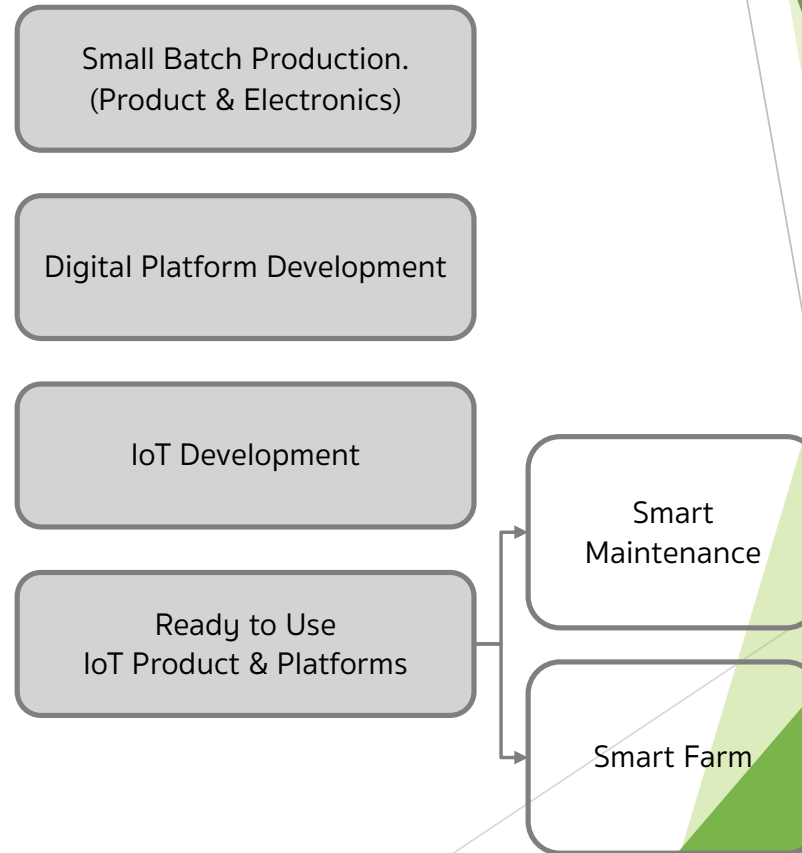 Small Batch Production.
(Product & Electronics)
Digital Platform Development
IoT Development
Ready to Use
IoT Product & Platforms
Smart
Maintenance
Smart Farm